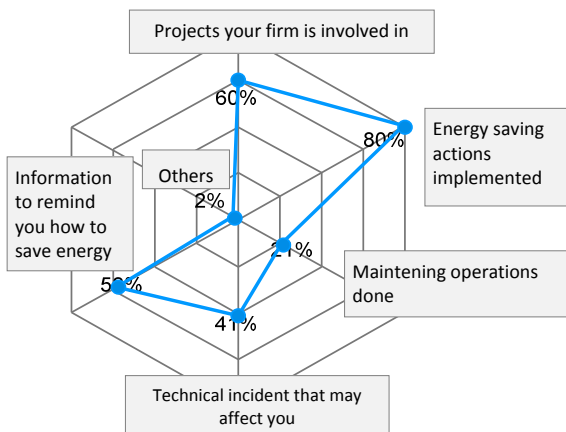 Projects your firm is involved in
60%
80%
Energy saving
actions
implemented
Others
2%
Information
to remind
you how to
save energy
21%
Maintening operations
done
41%
Technical incident that may
affect you